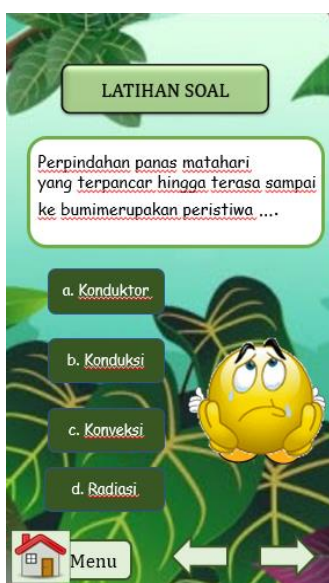 LATIHAN SOAL
Perpindahan panas matahari
yang terpancar hingga terasa sampai
ke bumimerupakan peristiwa ....
a. Konduktor
b. Konduksi
c. Konveksi
d. Radiasi
Menu